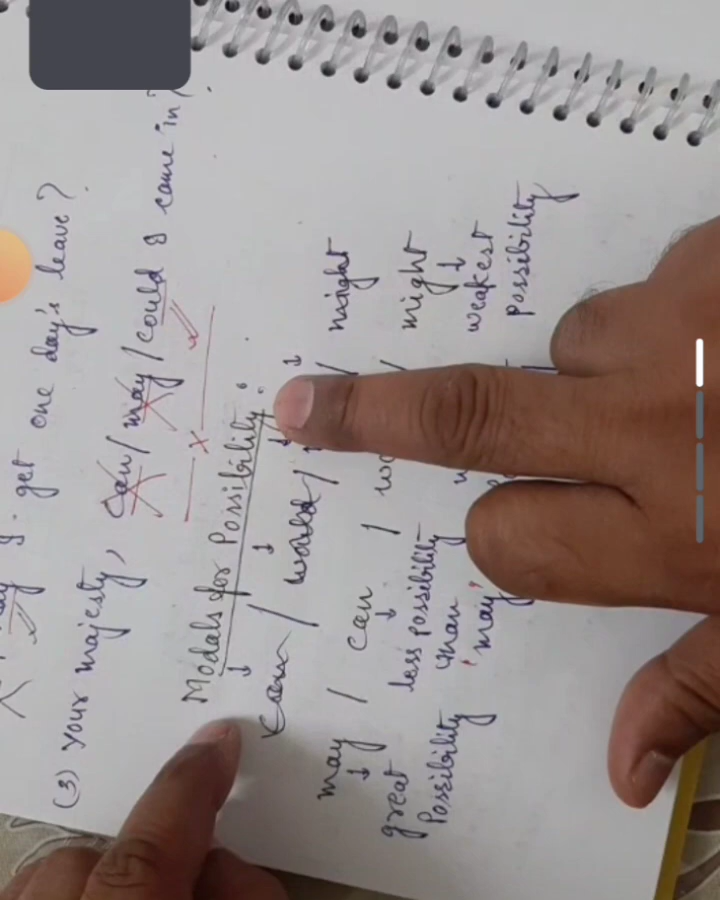 get one day's leave?
(3) Your majesty, can/may/could I come in?
x
Modals for Possibility:
↓ ↓ ↓ ↓
can / would / might
may / can / might
↓ ↓ ↓
great less possibility weakest
Possibility than possibility
'may'